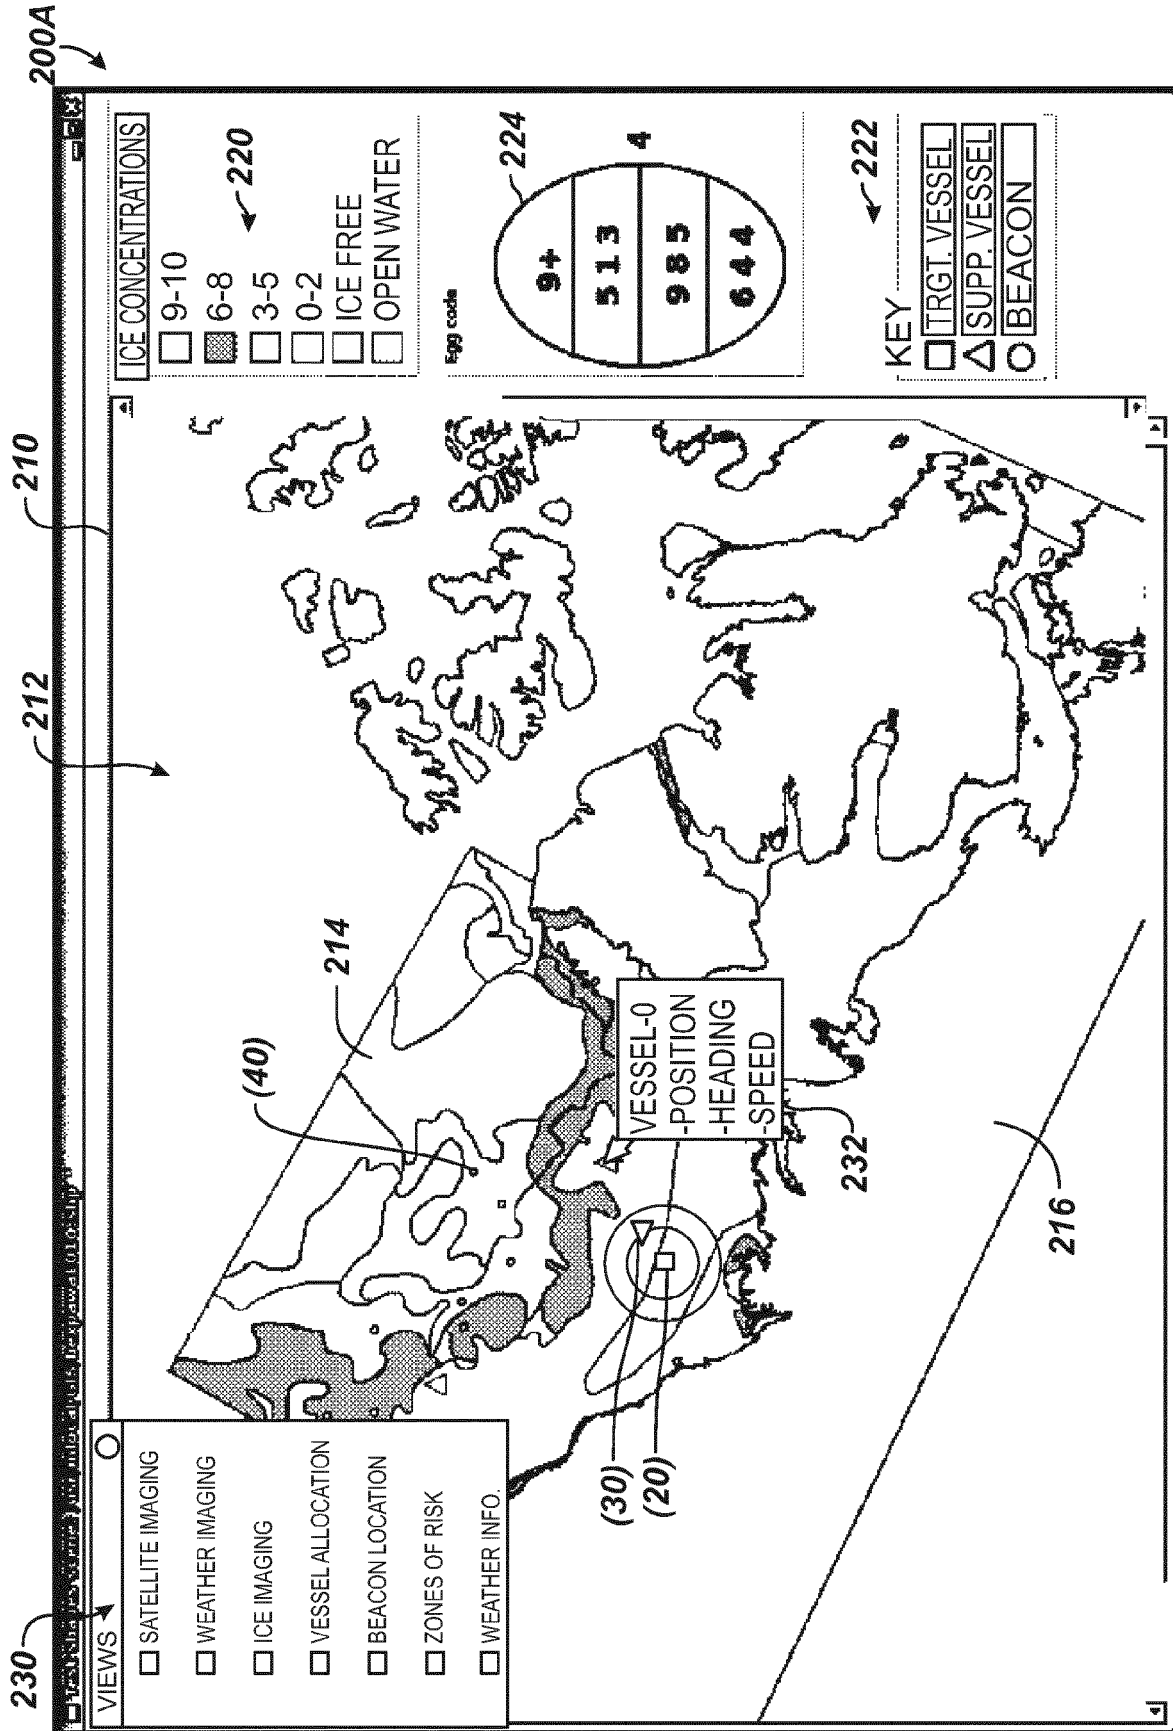 200A
210
212
214
(40)
230
VIEWS
SATELLITE IMAGING
WEATHER IMAGING
ICE IMAGING
VESSEL ALLOCATION
BEACON LOCATION
ZONES OF RISK
WEATHER INFO.
ICE CONCENTRATIONS
220
9-10
6-8
3-5
0-2
ICE FREE
OPEN WATER
Egg code
224
9+
5 1 3
4
9 8 5
6 4 4
222
KEY
TRGT. VESSEL
SUPP. VESSEL
BEACON
VESSEL-0
-POSITION
-HEADING
-SPEED
232
(30)
(20)
216